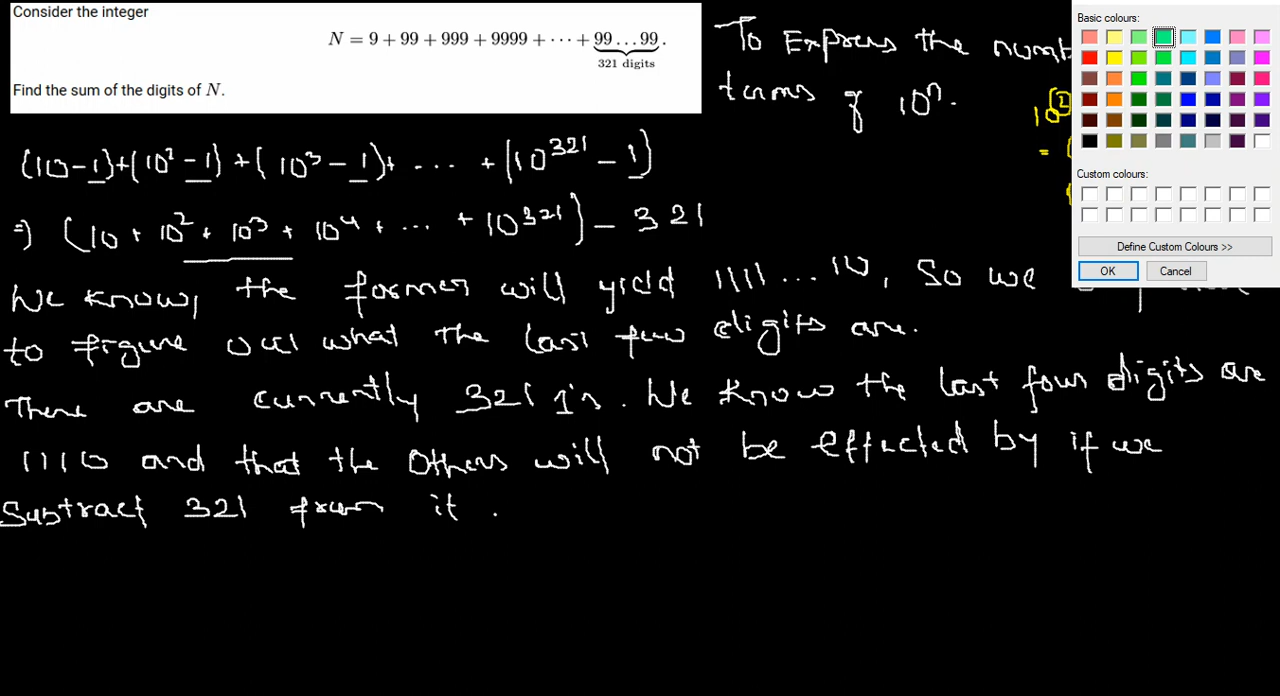 Consider the integer
N = 9 + 99 + 999 + 9999 + ⋯ + 99 … 99 .
321 digits
Find the sum of the digits of N.
To Express the
terms of 10ⁿ.
10²
=
(10-1)+(10²-1)+(10³-1)+ ... +(10³²¹-1)
⇒ (10+10²+10³+10⁴+ ... +10³²¹)-321
We know, the former will yield 1111...10, So we
to figure out what the last few digits are.
There are currently 321 1's. We know the last four digits are
1110 and that the others will not be effected by if we
Subtract 321 from it.
Basic colours:
Custom colours:
Define Custom Colours >>
OK Cancel